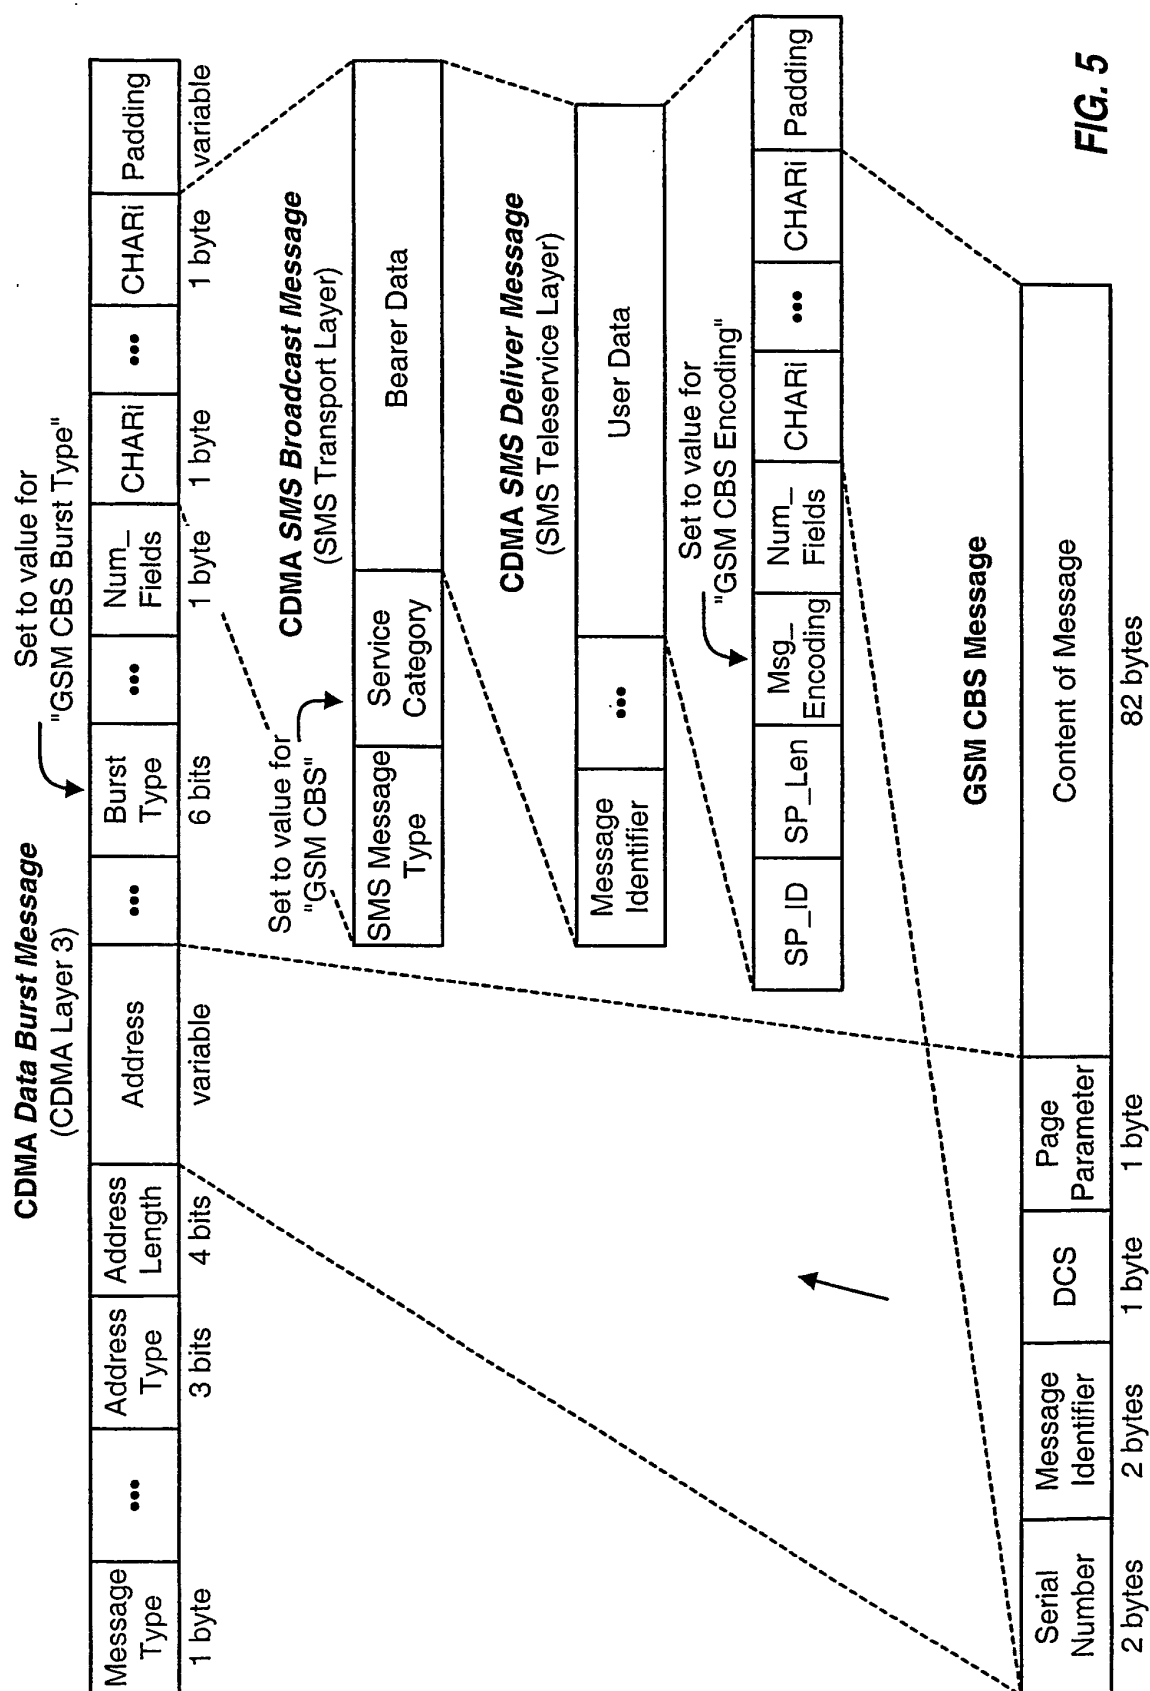 CDMA Data Burst Message
(CDMA Layer 3)
Set to value for
"GSM CBS Burst Type"
Message
Type
•••
Address
Type
Address
Length
Address
•••
Burst
Type
•••
Num_
Fields
CHARi
•••
CHARi
Padding
1 byte
3 bits
4 bits
variable
6 bits
1 byte
1 byte
1 byte
variable
Set to value for
"GSM CBS"
CDMA SMS Broadcast Message
(SMS Transport Layer)
SMS Message
Type
Service
Category
Bearer Data
CDMA SMS Deliver Message
(SMS Teleservice Layer)
Message
Identifier
•••
User Data
Set to value for
"GSM CBS Encoding"
SP_ID
SP_Len
Msg_
Encoding
Num_
Fields
CHARi
•••
CHARi
Padding
GSM CBS Message
Serial
Number
Message
Identifier
DCS
Page
Parameter
Content of Message
2 bytes
2 bytes
1 byte
1 byte
82 bytes
FIG. 5